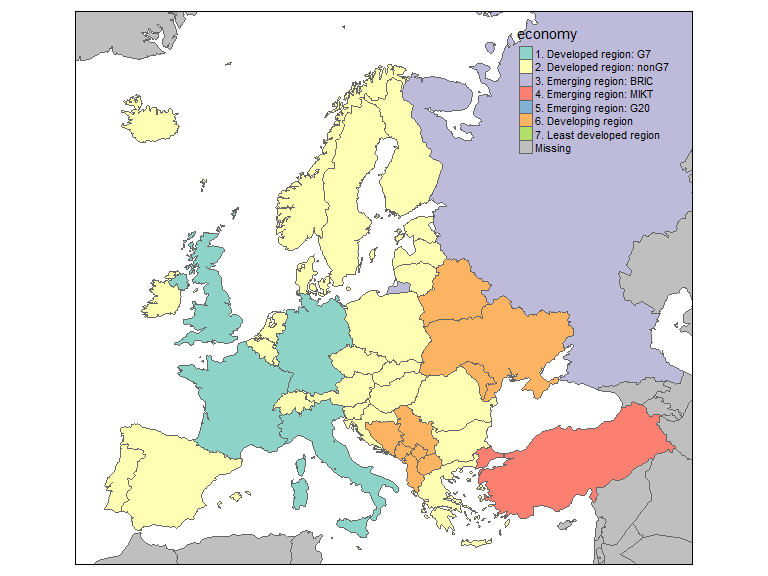 economy
1. Developed region: G7
2. Developed region: nonG7
3. Emerging region: BRIC
4. Emerging region: MIKT
5. Emerging region: G20
6. Developing region
7. Least developed region
Missing